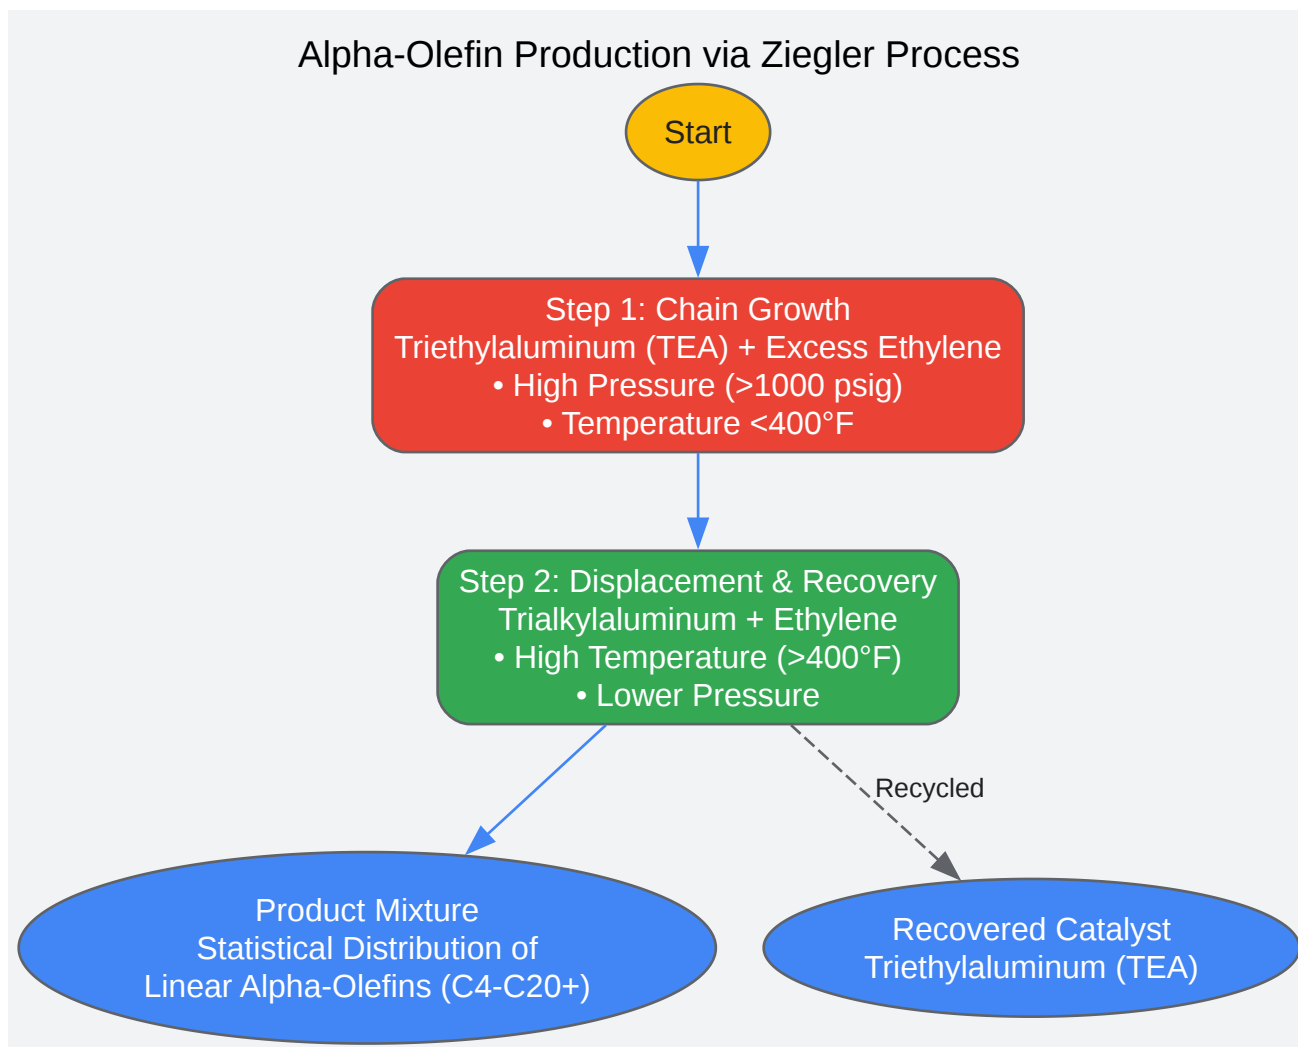 Alpha-Olefin Production via Ziegler Process
Start
Step 1: Chain Growth
Triethylaluminum (TEA) + Excess Ethylene
• High Pressure (>1000 psig)
• Temperature <400°F
Step 2: Displacement & Recovery
Trialkylaluminum + Ethylene
• High Temperature (>400°F)
• Lower Pressure
Recycled
Product Mixture
Statistical Distribution of
Linear Alpha-Olefins (C4-C20+)
Recovered Catalyst
Triethylaluminum (TEA)